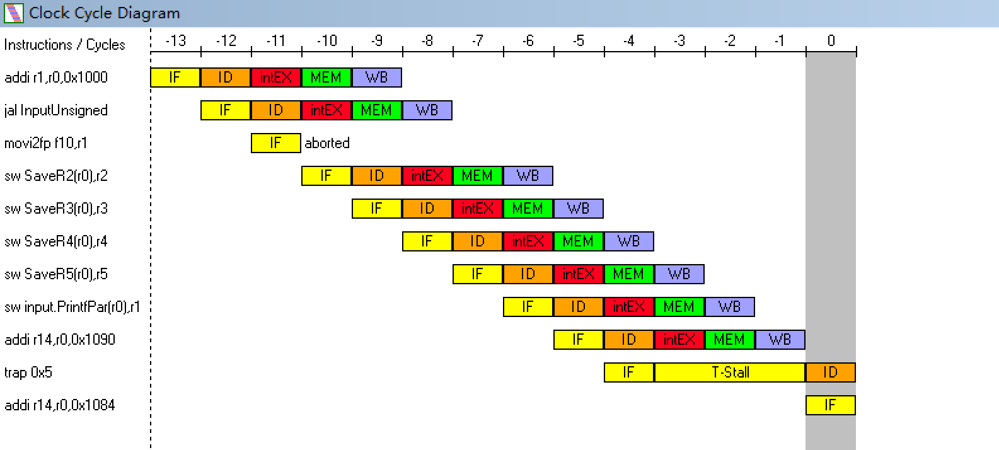 Clock Cycle Diagram
Instructions / Cycles -13 -12 -11 -10 -9 -8 -7 -6 -5 -4 -3 -2 -1 0
addi r1,r0,0x1000 IF ID intEX MEM WB
jal InputUnsigned IF ID intEX MEM WB
movi2fp f10,r1 IF aborted
sw SaveR2(r0),r2 IF ID intEX MEM WB
sw SaveR3(r0),r3 IF ID intEX MEM WB
sw SaveR4(r0),r4 IF ID intEX MEM WB
sw SaveR5(r0),r5 IF ID intEX MEM WB
sw input.PrintfPar(r0),r1 IF ID intEX MEM WB
addi r14,r0,0x1090 IF ID intEX MEM WB
trap 0x5 IF T-Stall ID
addi r14,r0,0x1084 IF